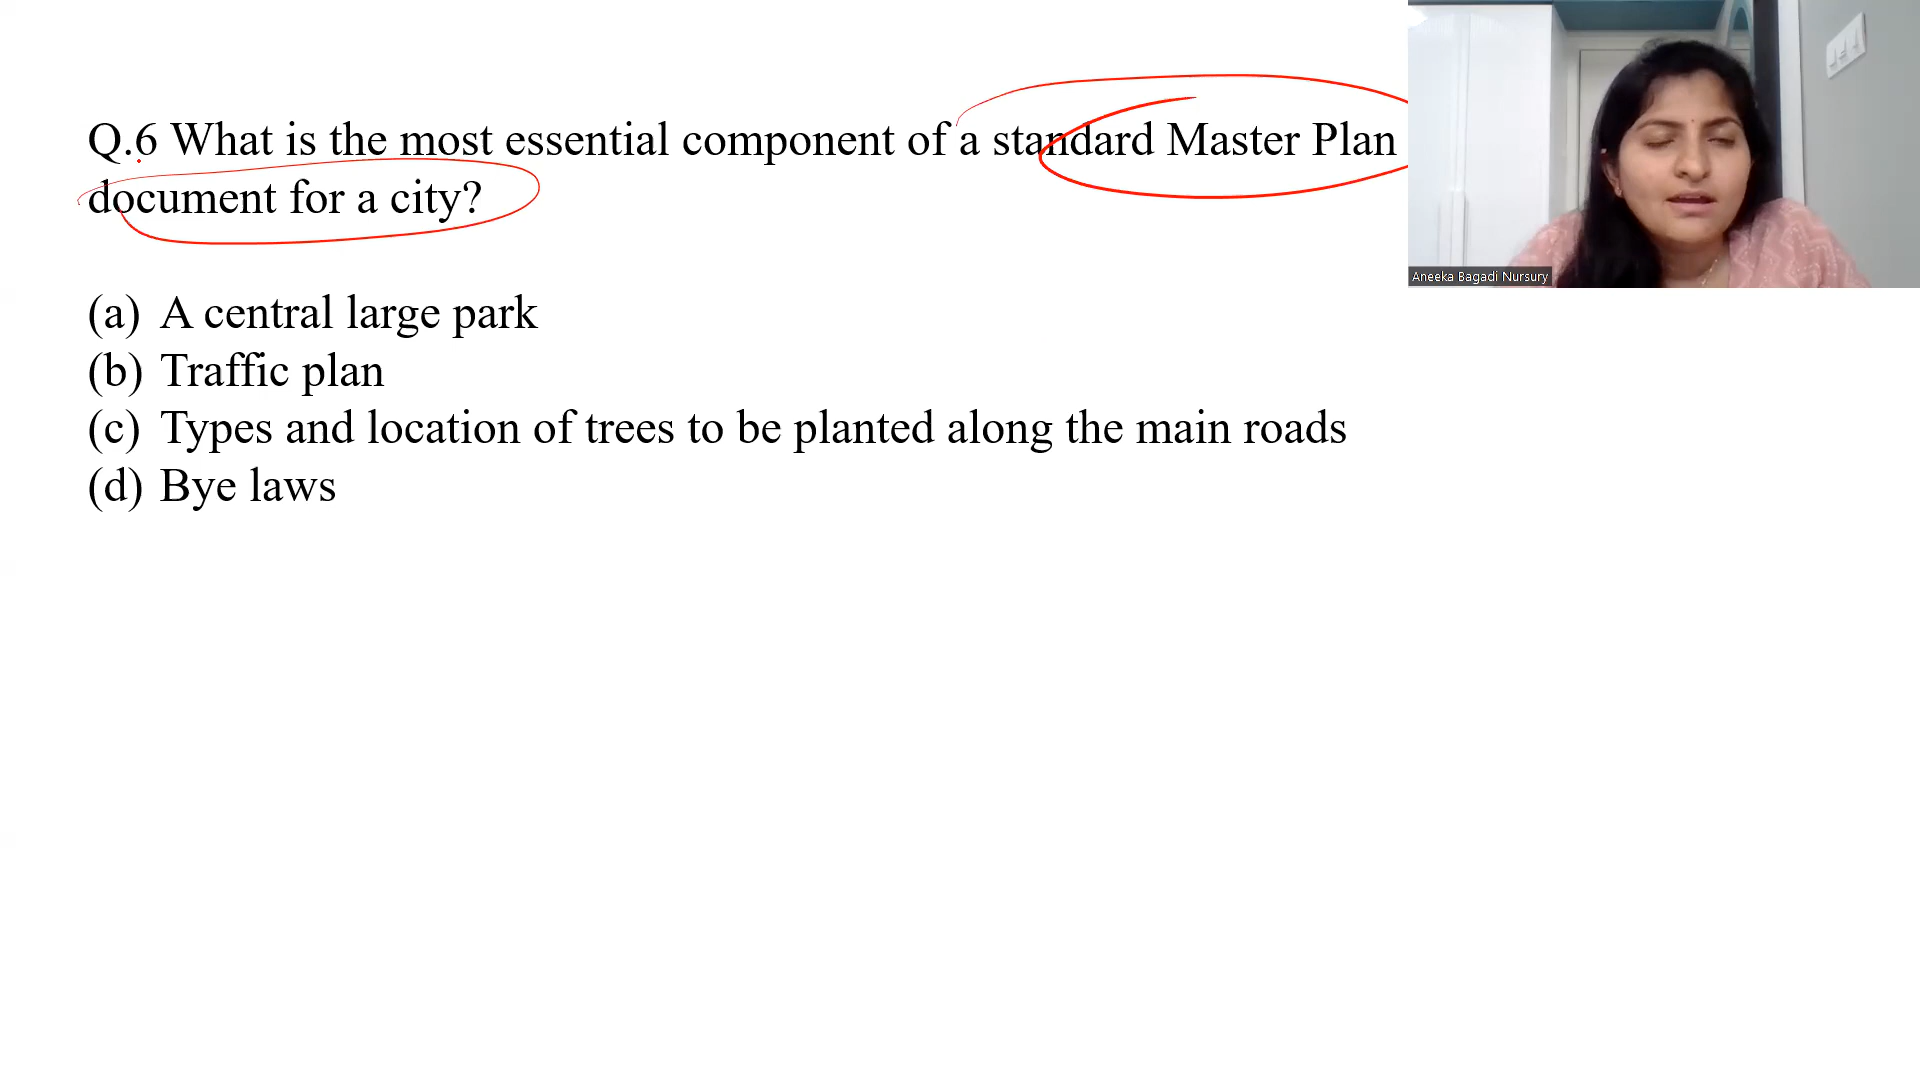 Q.6 What is the most essential component of a standard Master Plan
document for a city?
(a) A central large park
(b) Traffic plan
(c) Types and location of trees to be planted along the main roads
(d) Bye laws
Aneeka Bagadi Nursury